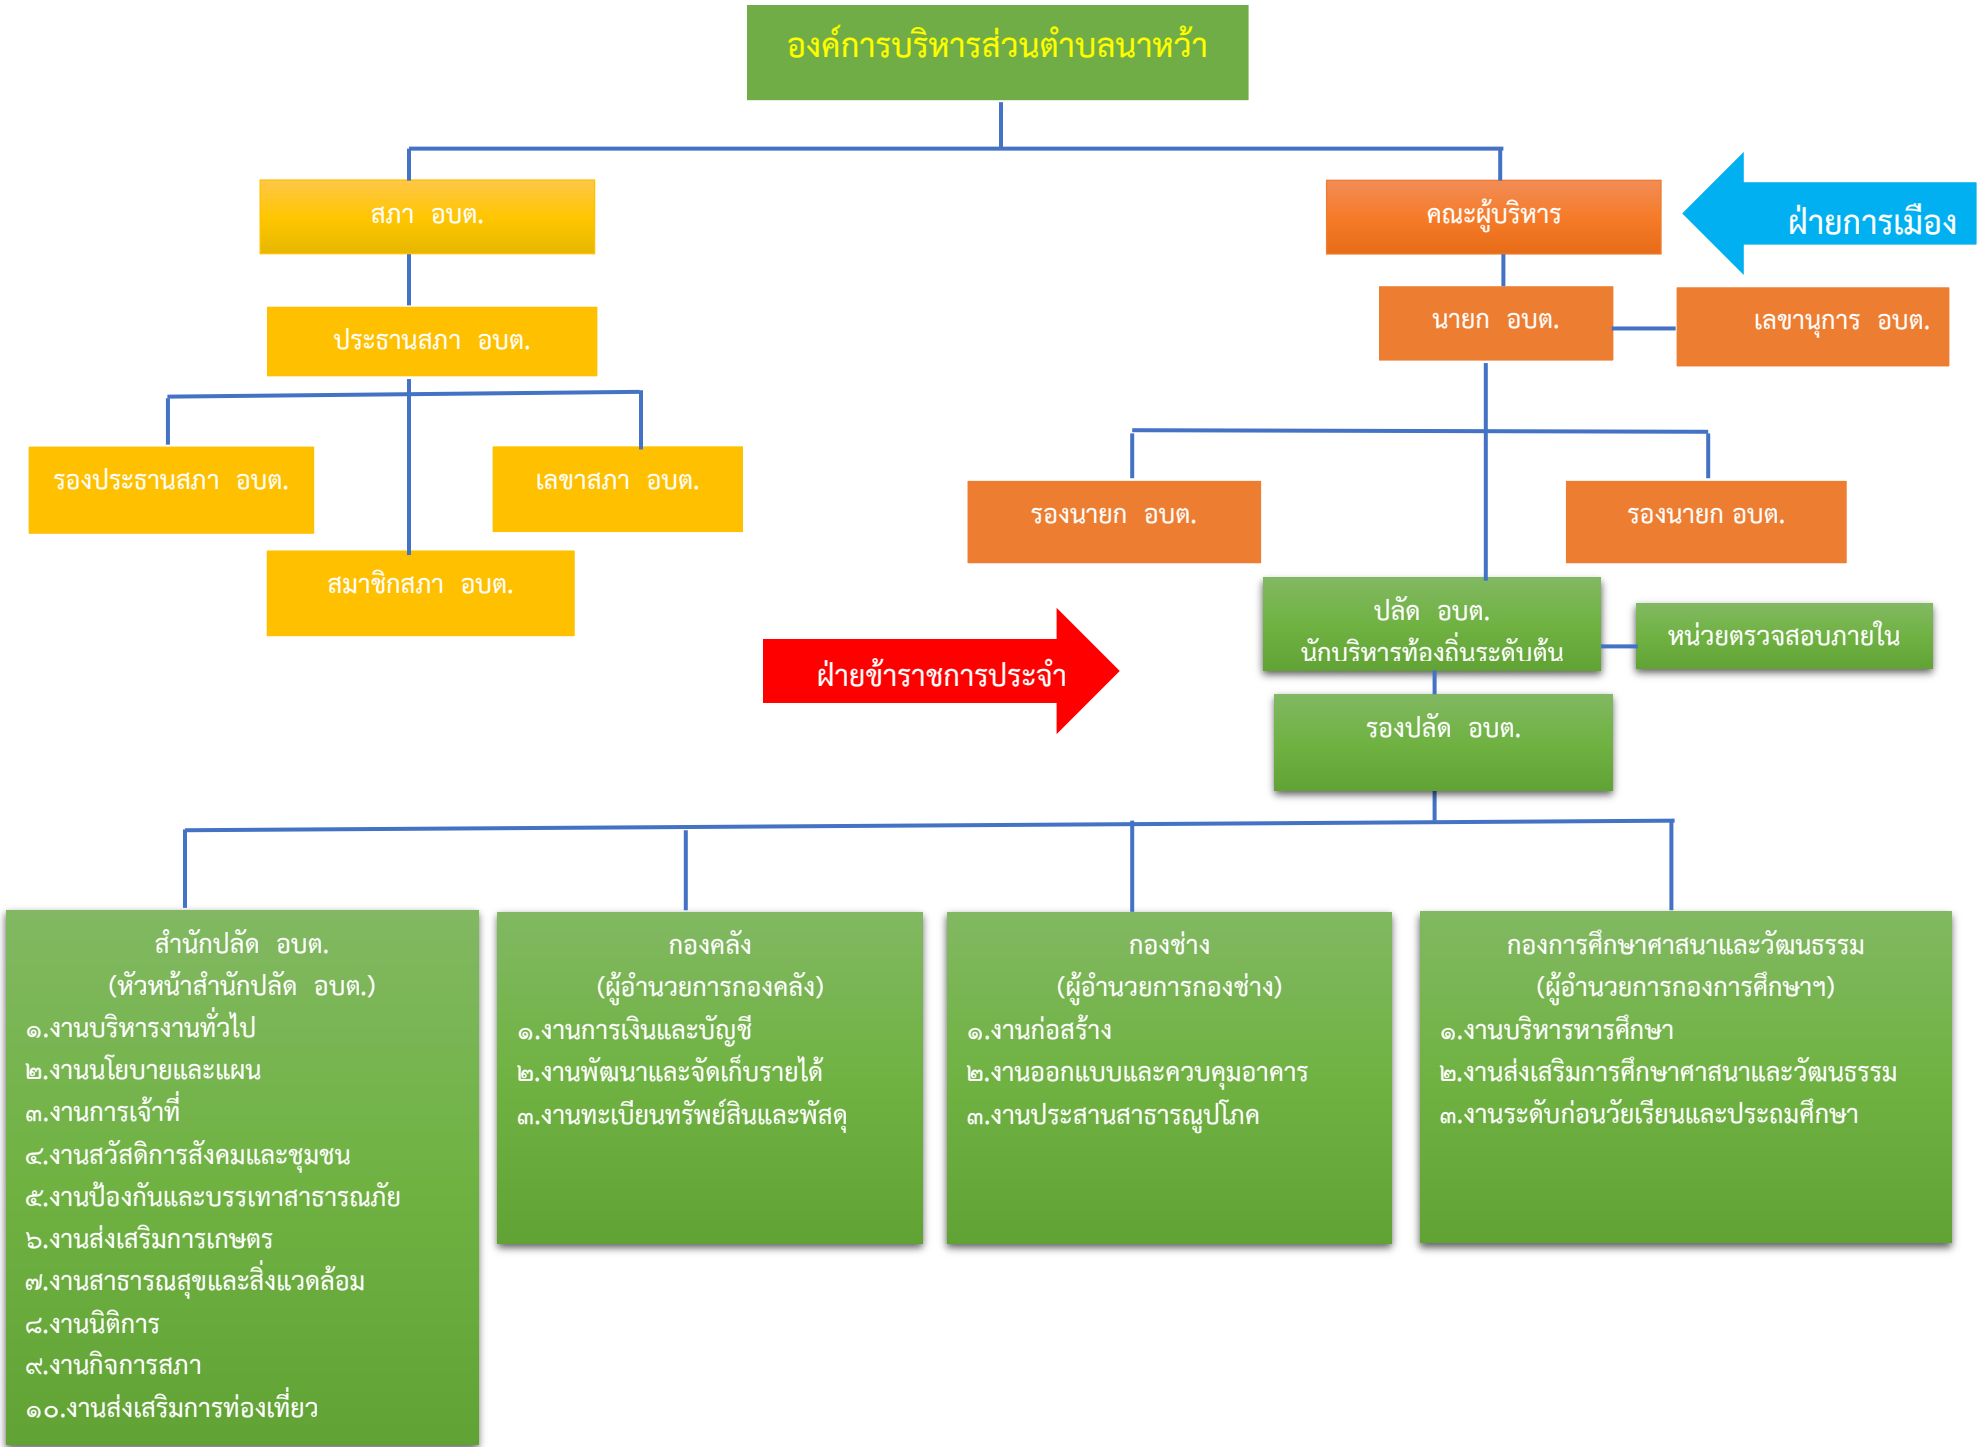 องค์การบริหารส่วนตำบลนาหว้า
สภา อบต.
คณะผู้บริหาร
ฝ่ายการเมือง
ประธานสภา อบต.
นายก อบต.
เลขานุการ อบต.
รองประธานสภา อบต.
เลขาสภา อบต.
รองนายก อบต.
รองนายก อบต.
สมาชิกสภา อบต.
ปลัด อบต.
นักบริหารท้องถิ่นระดับต้น
หน่วยตรวจสอบภายใน
ฝ่ายข้าราชการประจำ
รองปลัด อบต.
สำนักปลัด อบต.
(หัวหน้าสำนักปลัด อบต.)
๑.งานบริหารงานทั่วไป
๒.งานนโยบายและแผน
๓.งานการเจ้าที่
๔.งานสวัสดิการสังคมและชุมชน
๕.งานป้องกันและบรรเทาสาธารณภัย
๖.งานส่งเสริมการเกษตร
๗.งานสาธารณสุขและสิ่งแวดล้อม
๘.งานนิติการ
๙.งานกิจการสภา
๑๐.งานส่งเสริมการท่องเที่ยว
กองคลัง
(ผู้อำนวยการกองคลัง)
๑.งานการเงินและบัญชี
๒.งานพัฒนาและจัดเก็บรายได้
๓.งานทะเบียนทรัพย์สินและพัสดุ
กองช่าง
(ผู้อำนวยการกองช่าง)
๑.งานก่อสร้าง
๒.งานออกแบบและควบคุมอาคาร
๓.งานประสานสาธารณูปโภค
กองการศึกษาศาสนาและวัฒนธรรม
(ผู้อำนวยการกองการศึกษาฯ)
๑.งานบริหารหารศึกษา
๒.งานส่งเสริมการศึกษาศาสนาและวัฒนธรรม
๓.งานระดับก่อนวัยเรียนและประถมศึกษา